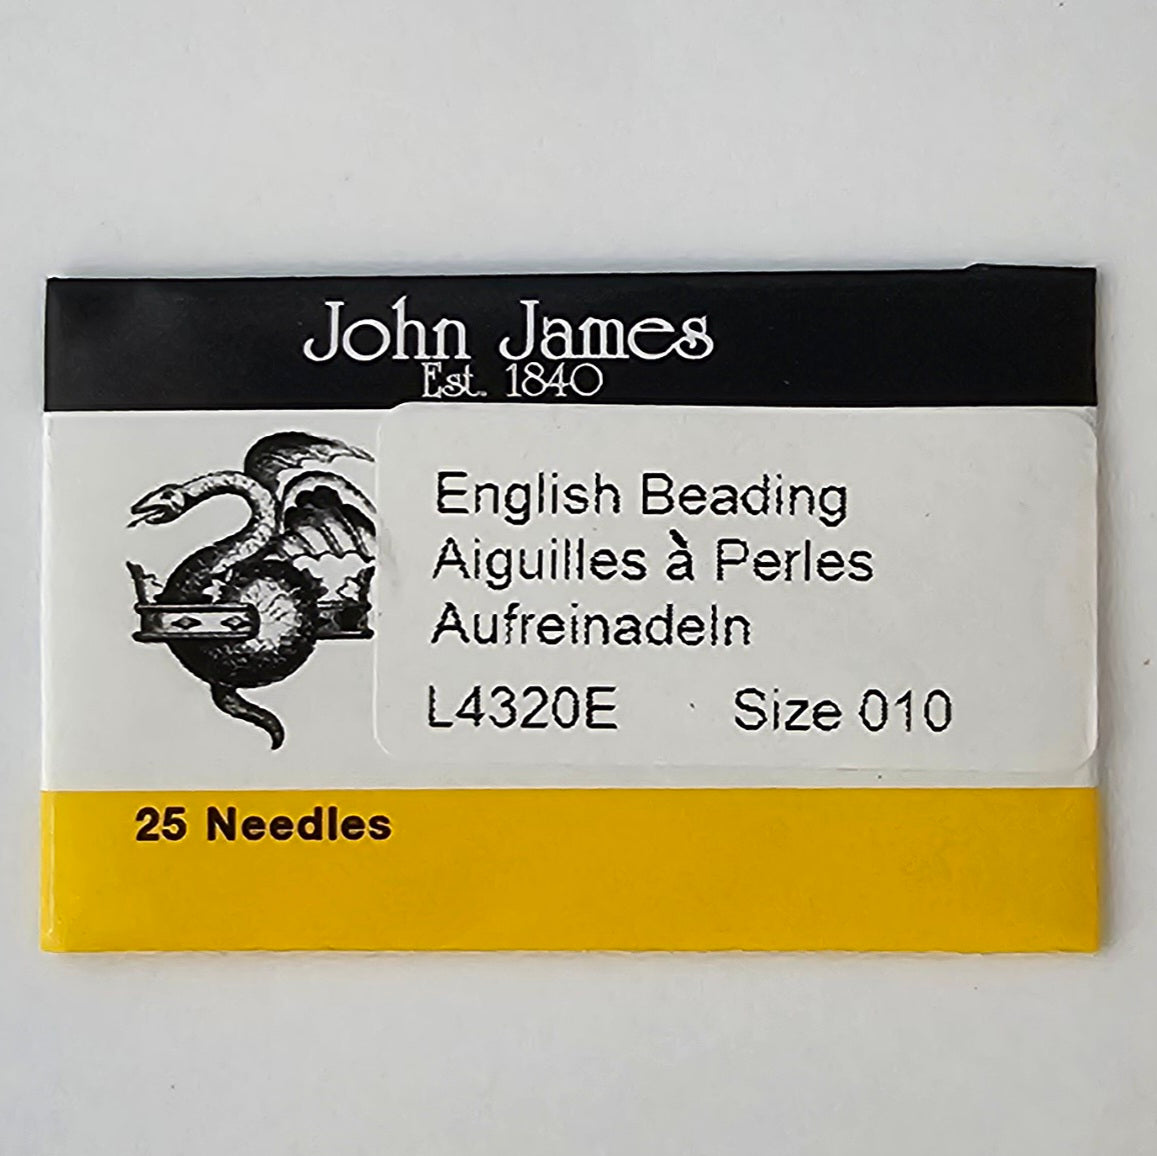 John James
Est. 1840
English Beading
Aiguilles à Perles
Aufreinadeln
L4320E Size 010
25 Needles